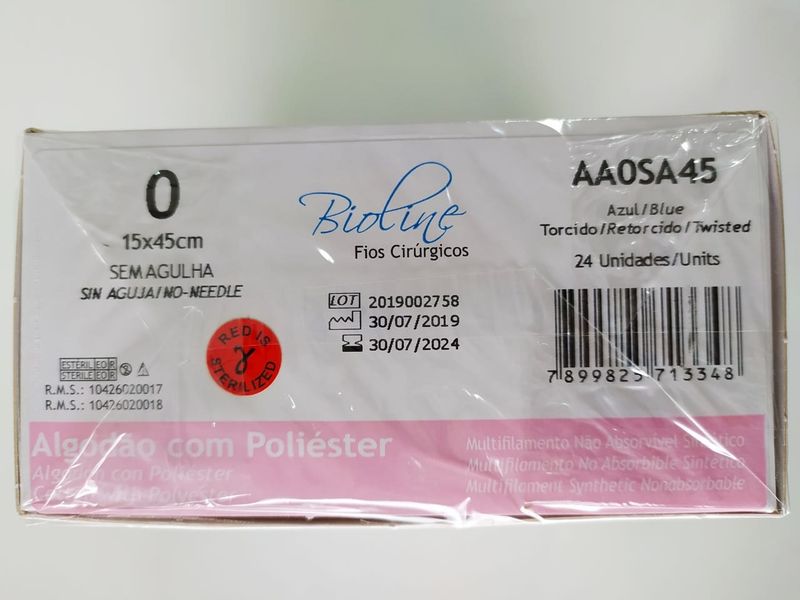 0
15x45cm
SEM AGULHA
SIN AGUJA/NO-NEEDLE
Bioline
Fios Cirúrgicos
AA0SA45
Azul/Blue
Torcido/Retorcido/Twisted
24 Unidades/Units
LOT 2019002758
30/07/2019
30/07/2024
RED IS
γ
STERILIZED
7 899825 713348
ESTÉRIL EO R
STERILE EO R
R.M.S.: 10426020017
R.M.S.: 10426020018
Algodão com Poliéster
Algodón con Poliéster
with Polyester
Multifilamento Não Absorvível Sintético
Multifilamento No Absorbible Sintético
Multifilament Synthetic Nonabsorbable